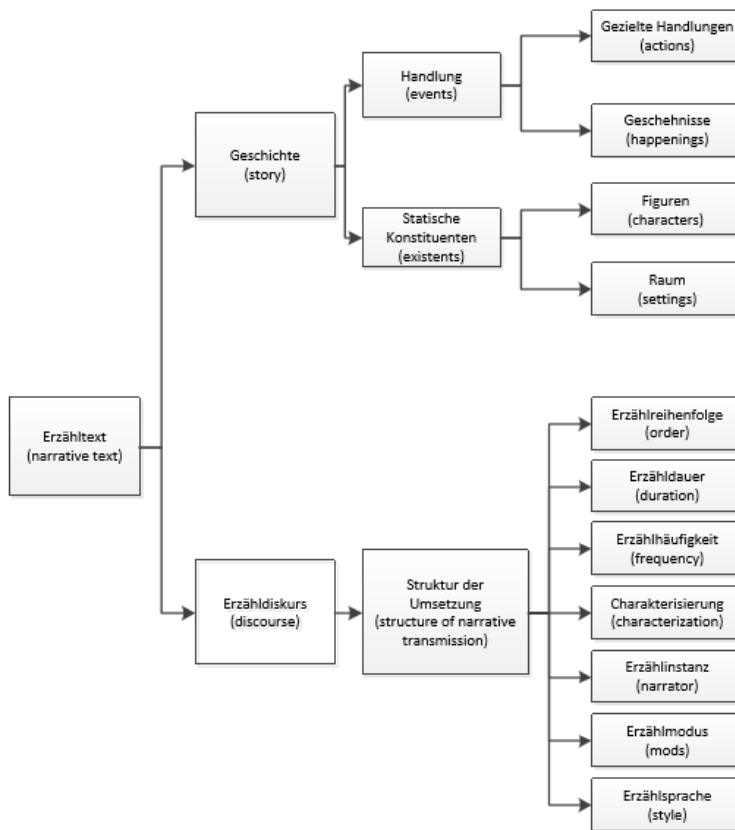 Gezielte Handlungen
(actions)
Handlung
(events)
Geschehnisse
(happenings)
Geschichte
(story)
Figuren
(characters)
Statische
Konstituenten
(existents)
Raum
(settings)
Erzähltext
(narrative text)
Erzählreihenfolge
(order)
Erzähldauer
(duration)
Erzählhäufigkeit
(frequency)
Erzähldiskurs
(discourse)
Struktur der
Umsetzung
(structure of narrative
transmission)
Charakterisierung
(characterization)
Erzählinstanz
(narrator)
Erzählmodus
(mods)
Erzählsprache
(style)